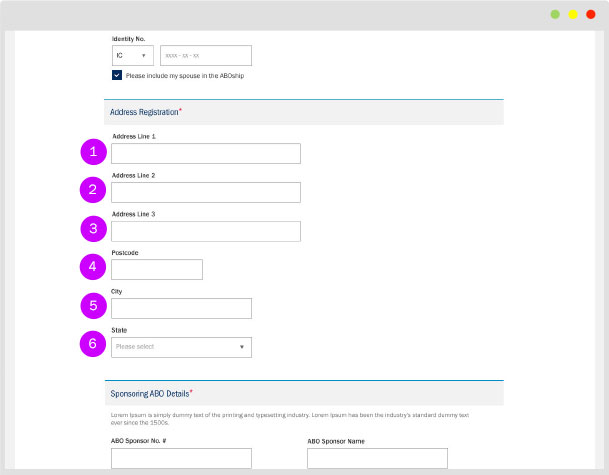 Identity No.
IC
xxxx - xx - xx
Please include my spouse in the ABOship
Address Registration*
1
Address Line 1
2
Address Line 2
3
Address Line 3
4
Postcode
5
City
6
State
Please select
Sponsoring ABO Details*
Lorem Ipsum is simply dummy text of the printing and typesetting industry. Lorem Ipsum has been the industry's standard dummy text
ever since the 1500s.
ABO Sponsor No. # ABO Sponsor Name